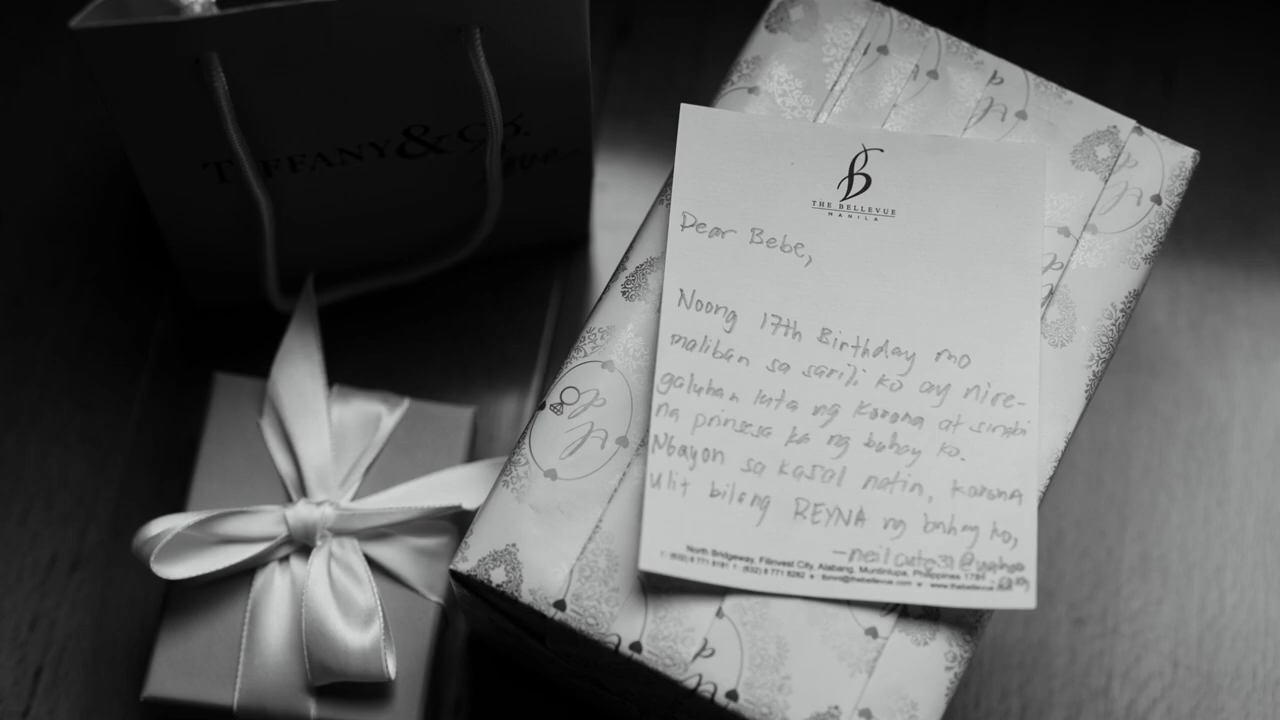 TIFFANY & CO.
Love
B
THE BELLEVUE
MANILA
Dear Bebe,
Noong 17th Birthday mo
maliban sa sarili ko ay nire-
galuhan kita ng korona at sinabi
na prinsesa ka ng buhay ko.
Ngayon sa kasal natin, korona
ulit bilang REYNA ng buhay ko,
North Bridgeway, Filinvest City, Alabang, Muntinlupa, Philippines